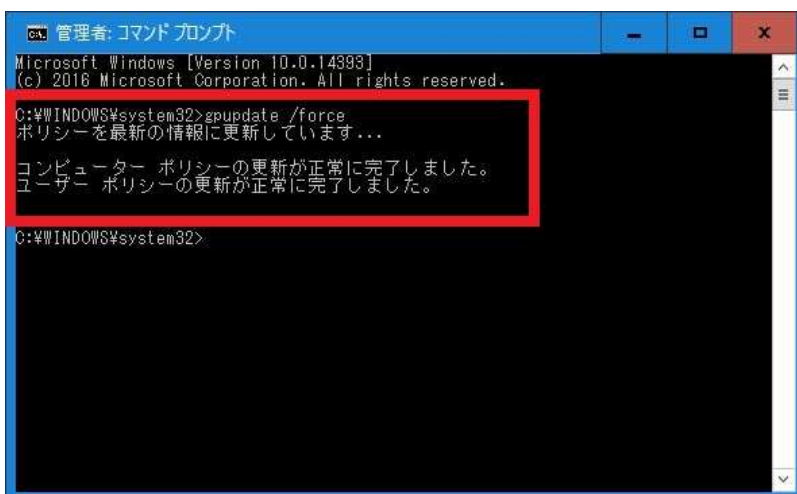 管理者: コマンド プロンプト
Microsoft Windows [Version 10.0.14393]
(c) 2016 Microsoft Corporation. All rights reserved.
C:¥WINDOWS¥system32>gpupdate /force
ポリシーを最新の情報に更新しています...
コンピューター ポリシーの更新が正常に完了しました。
ユーザー ポリシーの更新が正常に完了しました。
C:¥WINDOWS¥system32>